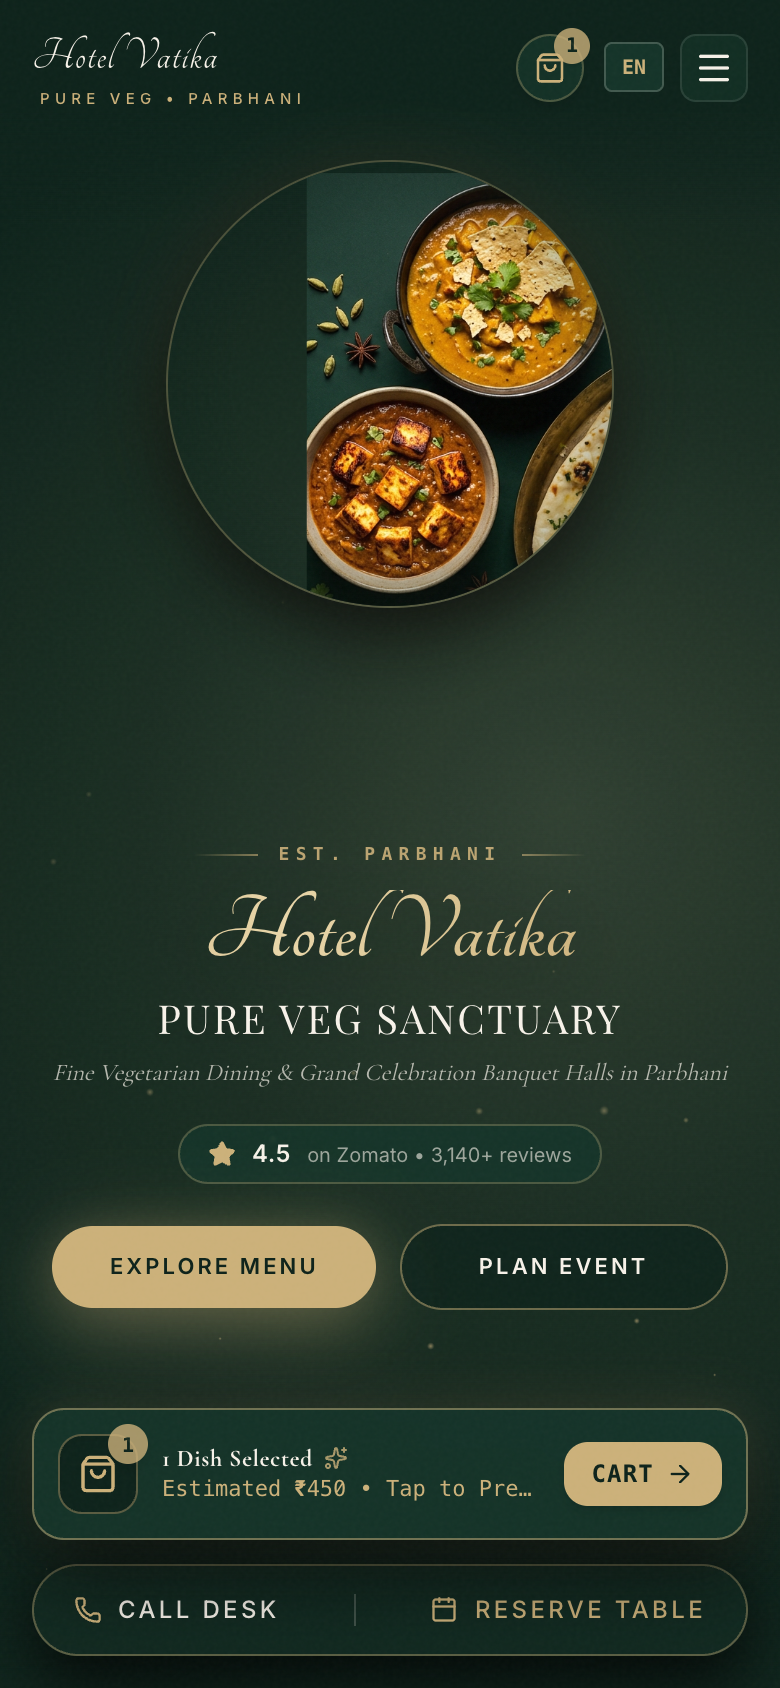 Hotel Vatika
PURE VEG • PARBHANI
1
EN
EST. PARBHANI
Hotel Vatika
PURE VEG SANCTUARY
Fine Vegetarian Dining & Grand Celebration Banquet Halls in Parbhani
4.5 on Zomato • 3,140+ reviews
EXPLORE MENU
PLAN EVENT
1
1 Dish Selected
Estimated ₹450 • Tap to Pre…
CART
CALL DESK
RESERVE TABLE